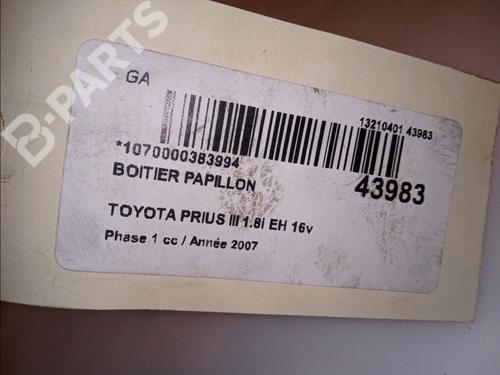 B-PARTS
GA
13210401 43983
*1070000383994
BOITIER PAPILLON
43983
TOYOTA PRIUS III 1.8i EH 16v
Phase 1 cc / Année 2007